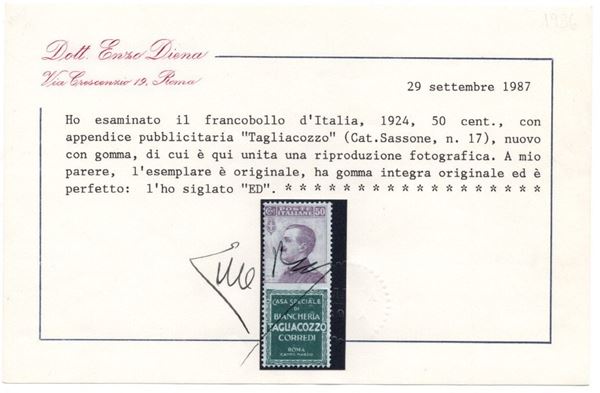 1936
Dott. Enzo Diena
Via Crescenzio 19, Roma
29 settembre 1987
Ho esaminato il francobollo d'Italia, 1924, 50 cent., con
appendice pubblicitaria "Tagliacozzo" (Cat.Sassone, n. 17), nuovo
con gomma, di cui è qui unita una riproduzione fotografica. A mio
parere, l'esemplare è originale, ha gomma integra originale ed è
perfetto: l'ho siglato "ED". * * * * * * * * * * * * * * * * * *
POSTE
ITALIANE
50
CASA SPECIALE
DI
BIANCHERIA
TAGLIACOZZO
CORREDI
ROMA
CAMPO MARZIO